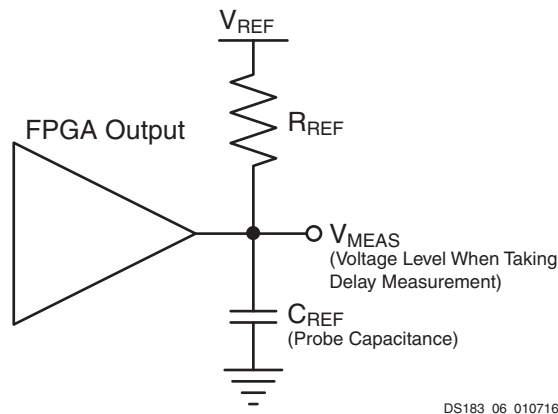 VREF
RREF
FPGA Output
VMEAS
(Voltage Level When Taking
Delay Measurement)
CREF
(Probe Capacitance)
DS183_06_010716